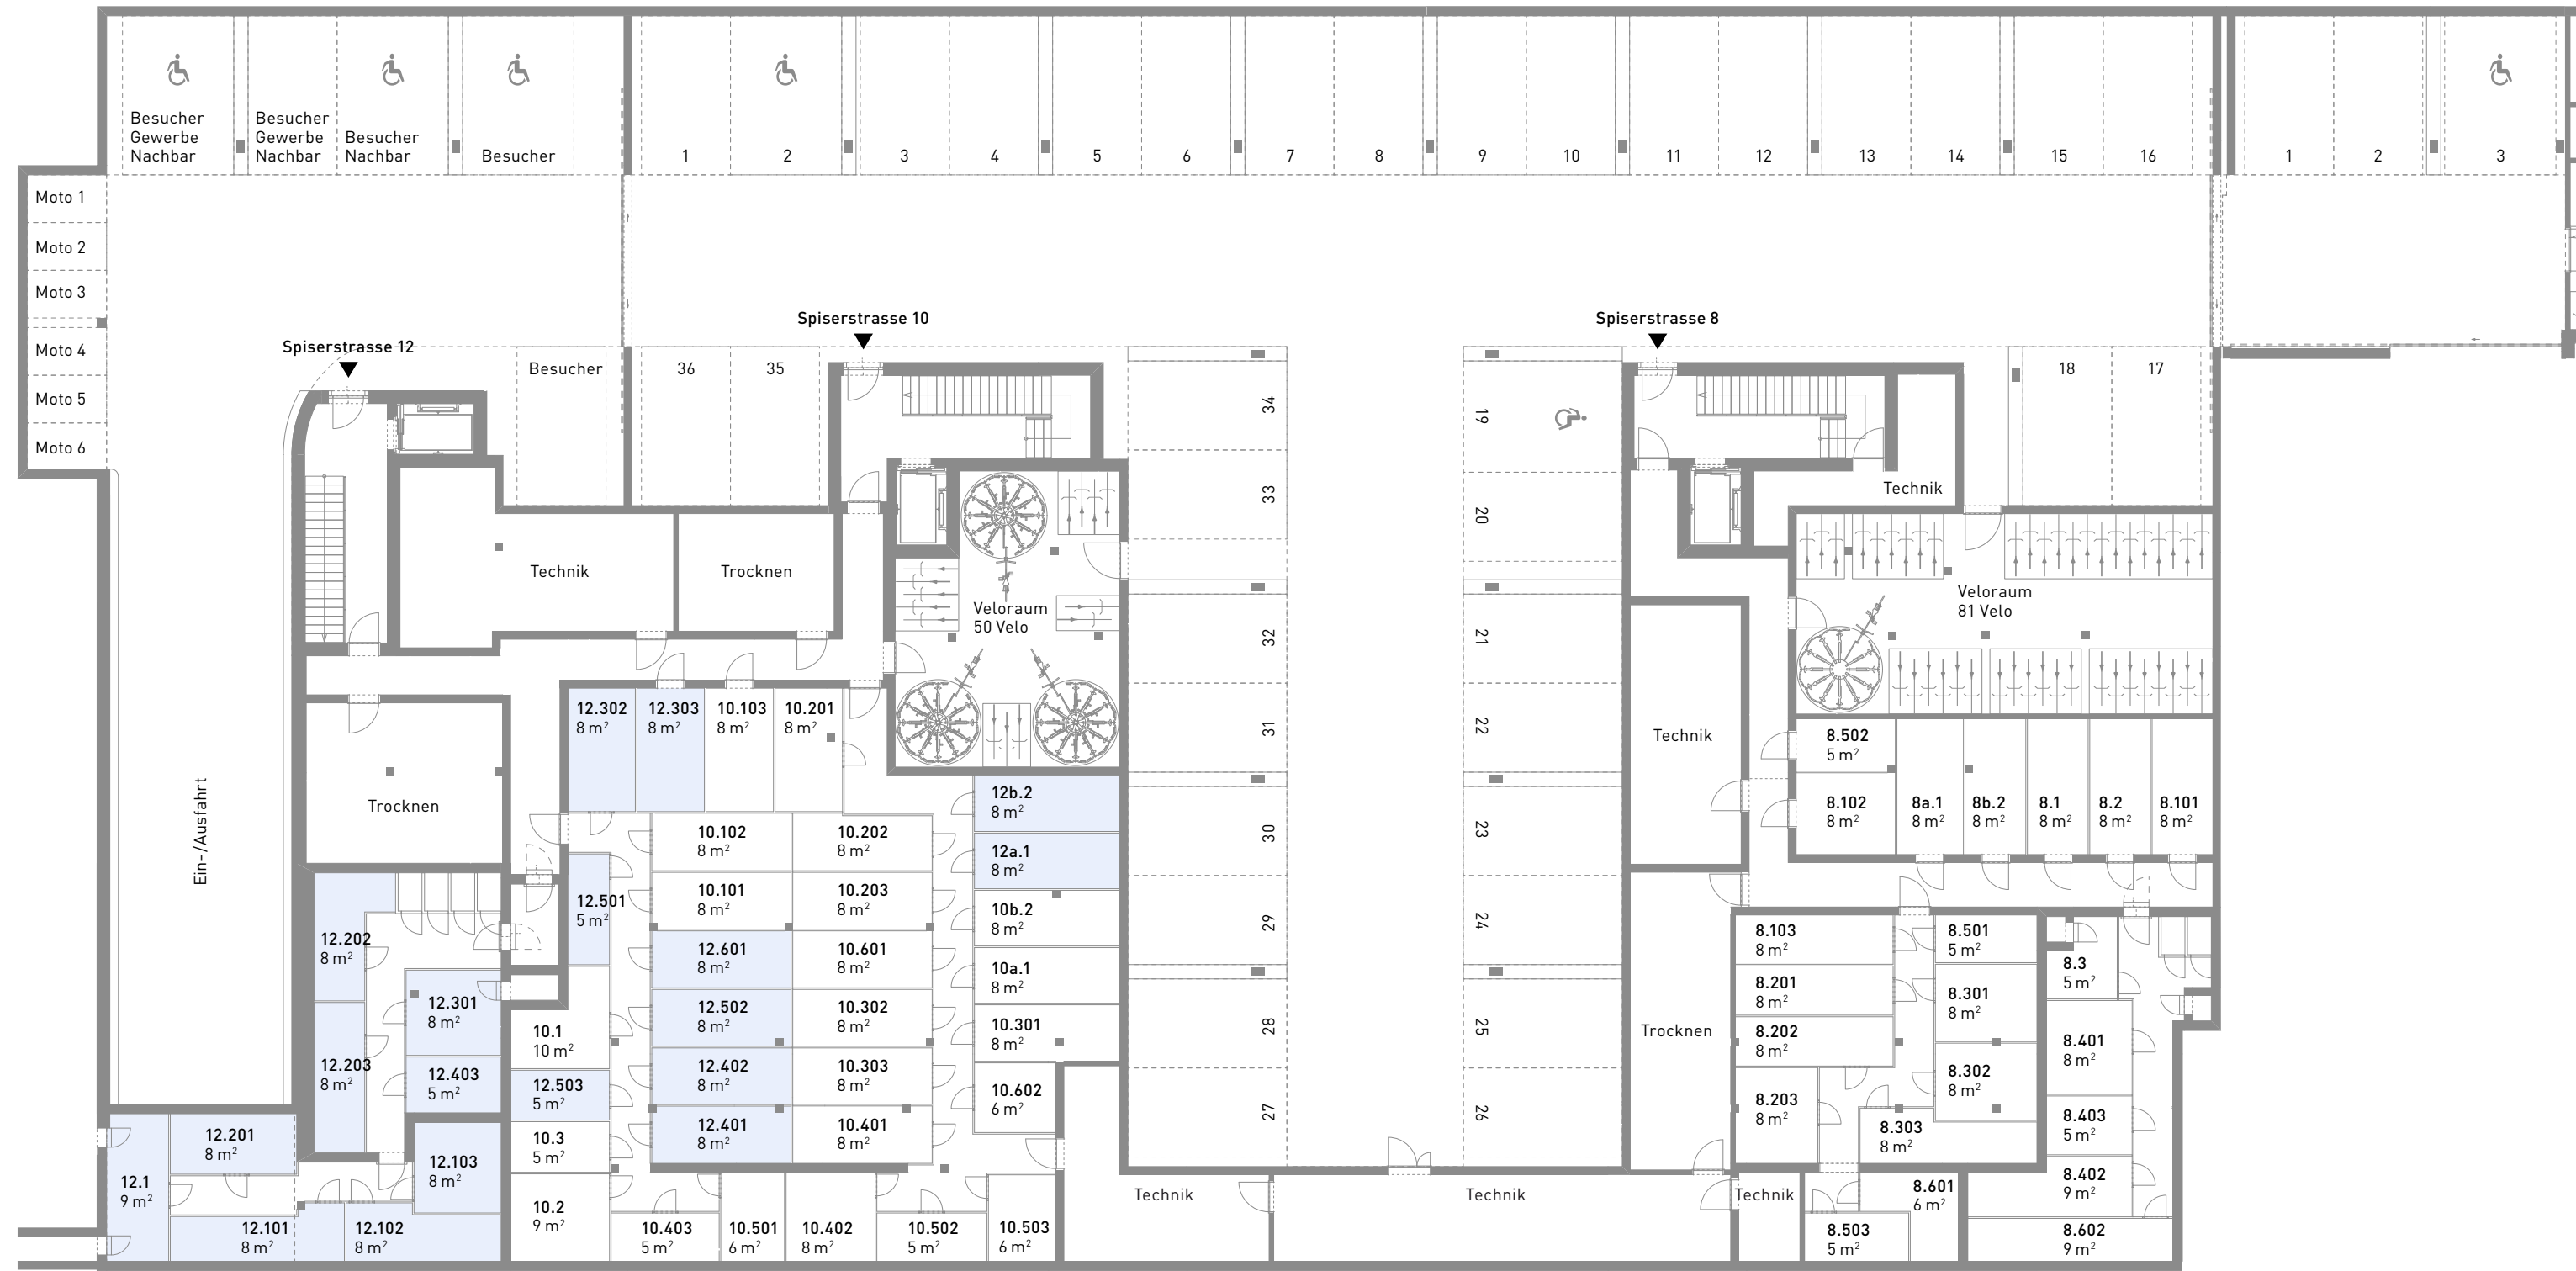 Besucher
Gewerbe
Nachbar
Besucher
Gewerbe
Nachbar
Besucher
Nachbar
Besucher
1
2
3
4
5
6
7
8
9
10
11
12
13
14
15
16
1
2
3
Moto 1
Moto 2
Moto 3
Moto 4
Moto 5
Moto 6
Spiserstrasse 12
Spiserstrasse 10
Spiserstrasse 8
Besucher
36
35
34
33
32
31
30
29
28
27
19
20
21
22
23
24
25
26
18
17
Technik
Technik
Trocknen
Veloraum
50 Velo
Veloraum
81 Velo
Technik
Trocknen
Ein-/Ausfahrt
12.302
8 m²
12.303
8 m²
10.103
8 m²
10.201
8 m²
12b.2
8 m²
12a.1
8 m²
10b.2
8 m²
10a.1
8 m²
10.301
8 m²
10.602
6 m²
10.102
8 m²
10.202
8 m²
10.101
8 m²
10.203
8 m²
12.601
8 m²
10.601
8 m²
12.502
8 m²
10.302
8 m²
12.402
8 m²
10.303
8 m²
12.401
8 m²
10.401
8 m²
12.501
5 m²
10.1
10 m²
12.503
5 m²
10.3
5 m²
10.2
9 m²
10.403
5 m²
10.501
6 m²
10.402
8 m²
10.502
5 m²
10.503
6 m²
12.202
8 m²
12.203
8 m²
12.301
8 m²
12.403
5 m²
12.103
8 m²
12.201
8 m²
12.1
9 m²
12.101
8 m²
12.102
8 m²
Technik
Technik
Technik
Trocknen
8.502
5 m²
8.102
8 m²
8a.1
8 m²
8b.2
8 m²
8.1
8 m²
8.2
8 m²
8.101
8 m²
8.103
8 m²
8.501
5 m²
8.201
8 m²
8.301
8 m²
8.202
8 m²
8.302
8 m²
8.203
8 m²
8.303
8 m²
8.3
5 m²
8.401
8 m²
8.403
5 m²
8.402
9 m²
8.601
6 m²
8.503
5 m²
8.602
9 m²